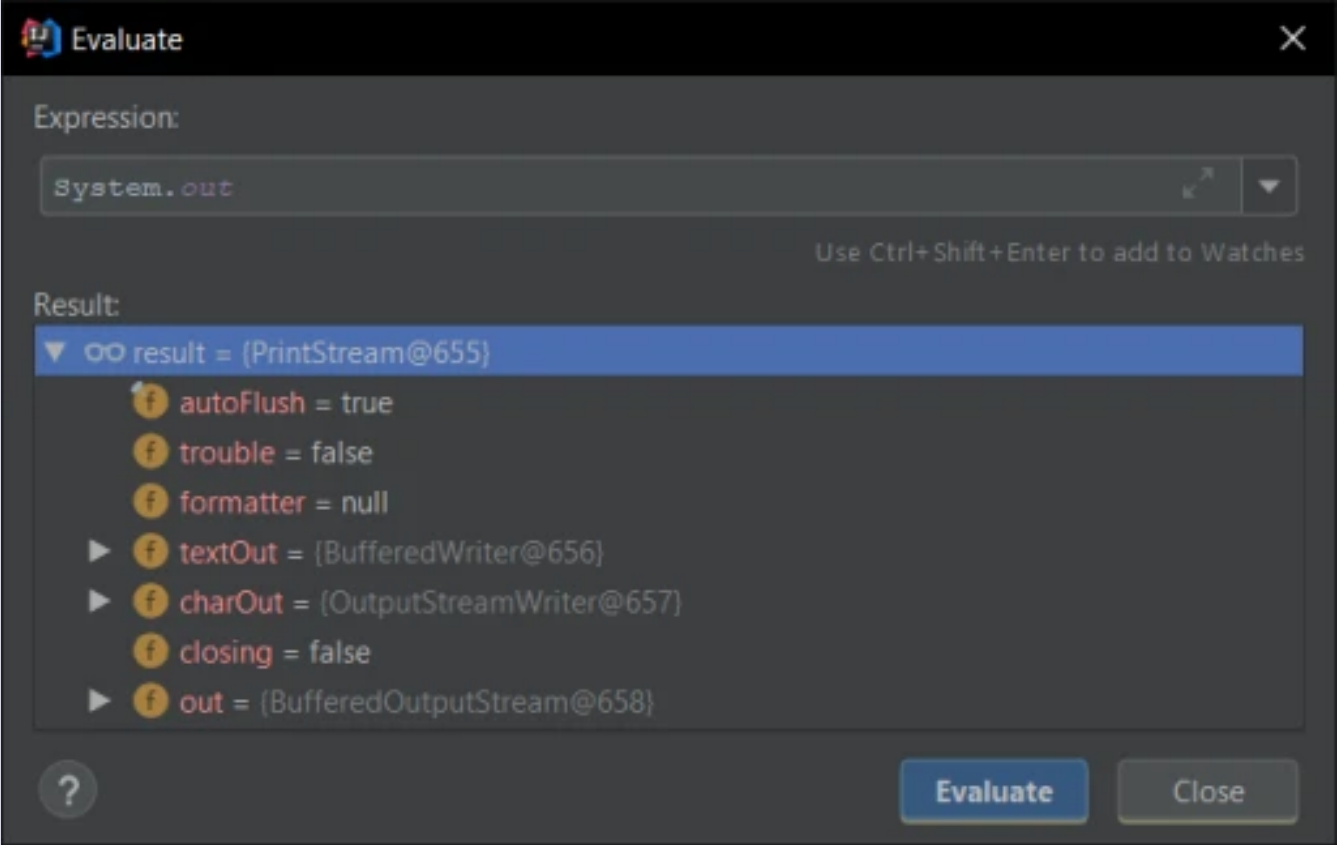 Evaluate
Expression:
System.out
Use Ctrl+Shift+Enter to add to Watches
Result:
result = {PrintStream@655}
autoFlush = true
trouble = false
formatter = null
textOut = {BufferedWriter@656}
charOut = {OutputStreamWriter@657}
closing = false
out = {BufferedOutputStream@658}
? Evaluate Close